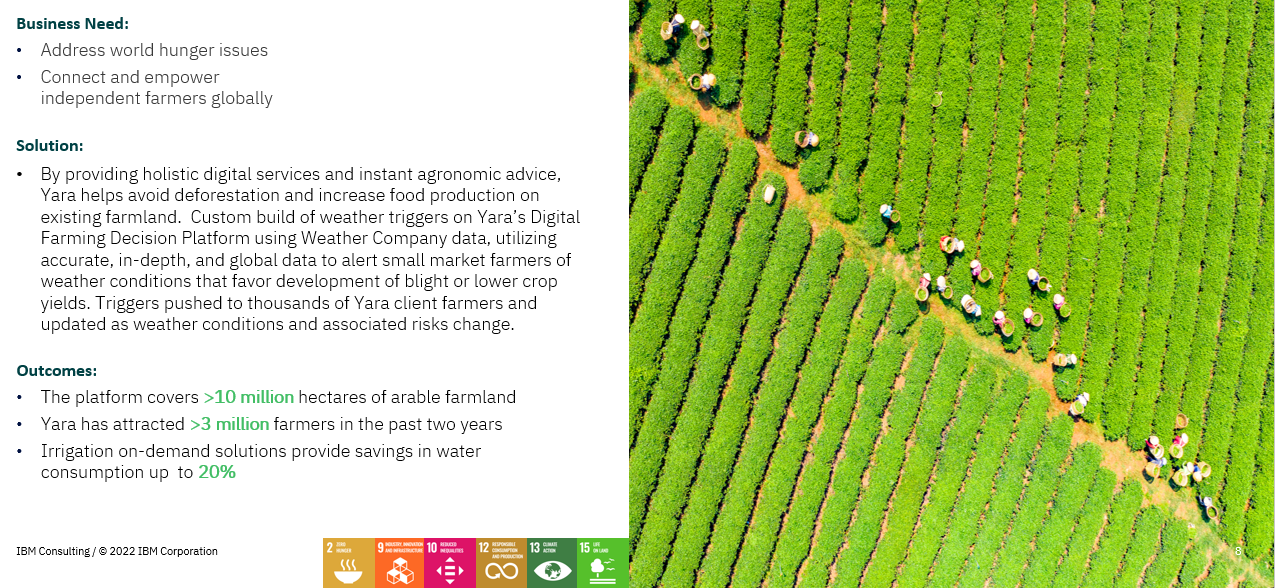 Business Need:
• Address world hunger issues
• Connect and empower
independent farmers globally
Solution:
• By providing holistic digital services and instant agronomic advice,
Yara helps avoid deforestation and increase food production on
existing farmland. Custom build of weather triggers on Yara’s Digital
Farming Decision Platform using Weather Company data, utilizing
accurate, in-depth, and global data to alert small market farmers of
weather conditions that favor development of blight or lower crop
yields. Triggers pushed to thousands of Yara client farmers and
updated as weather conditions and associated risks change.
Outcomes:
• The platform covers >10 million hectares of arable farmland
• Yara has attracted >3 million farmers in the past two years
• Irrigation on-demand solutions provide savings in water
consumption up to 20%
IBM Consulting / © 2022 IBM Corporation
2 ZERO
HUNGER
9 INDUSTRY, INNOVATION
AND INFRASTRUCTURE
10 REDUCED
INEQUALITIES
12 RESPONSIBLE
CONSUMPTION
AND PRODUCTION
13 CLIMATE
ACTION
15 LIFE
ON LAND
8